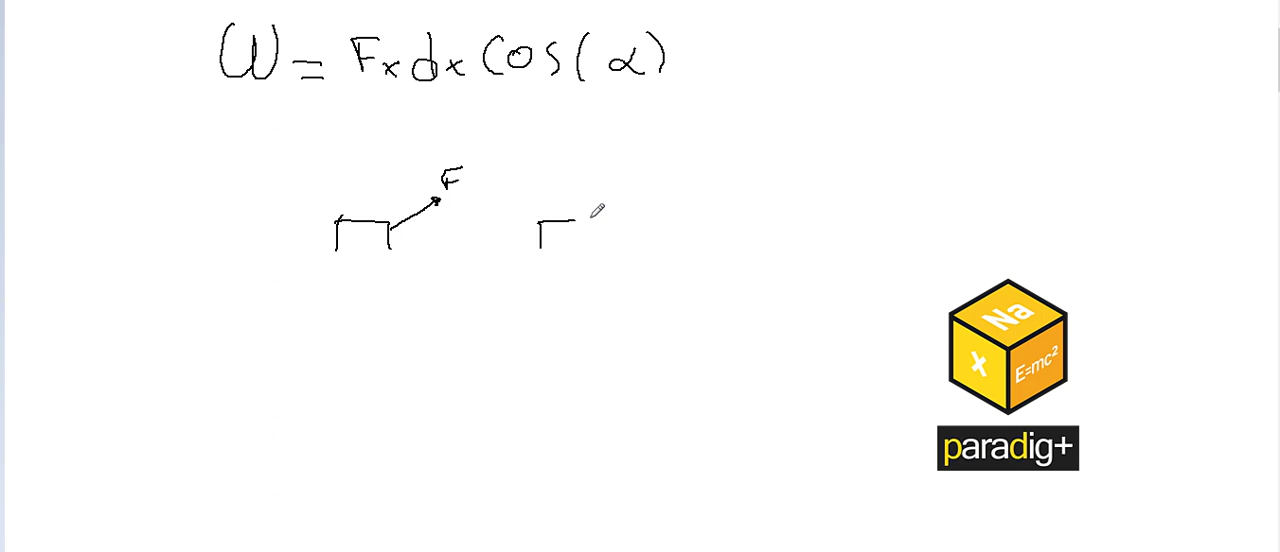 W = F x d x Cos(α)
F
Na
x
E=mc²
paradig+